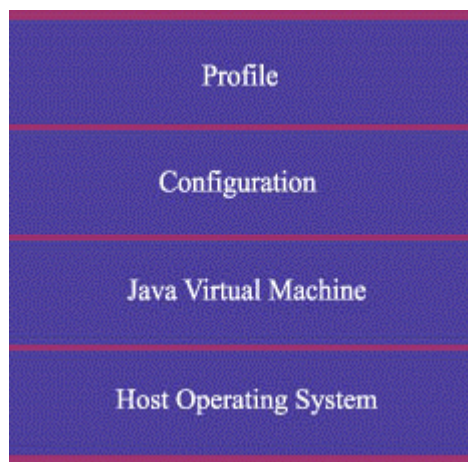 Profile
Configuration
Java Virtual Machine
Host Operating System